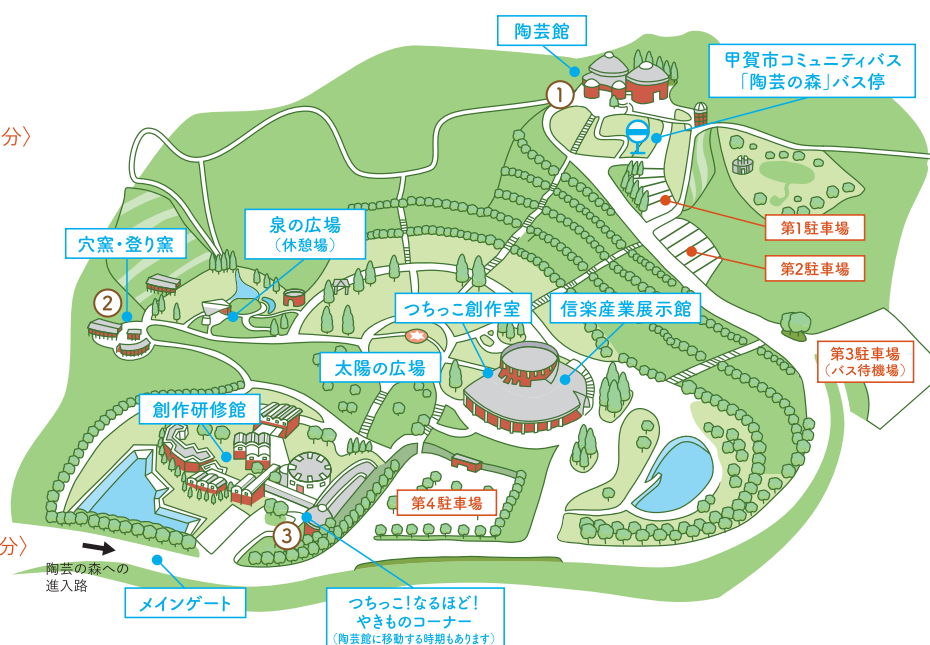 陶芸館
甲賀市コミュニティバス
「陶芸の森」バス停
1
分〉
第1駐車場
泉の広場
(休憩場)
穴窯・登り窯
第2駐車場
2
つちっこ創作室
信楽産業展示館
第3駐車場
(バス待機場)
太陽の広場
創作研修館
第4駐車場
3
分〉
陶芸の森への
進入路
メインゲート
つちっこ!なるほど!
やきものコーナー
(陶芸館に移動する時期もあります)